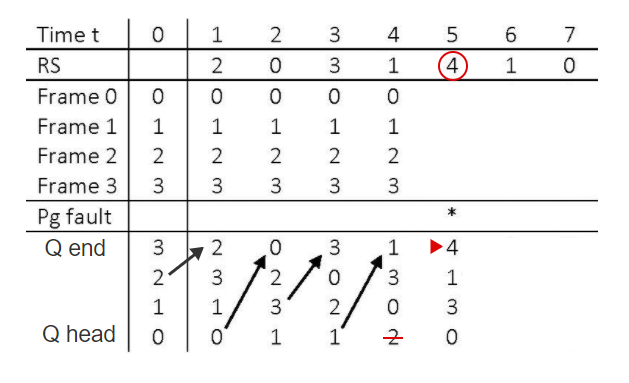 Time t 0 1 2 3 4 5 6 7
RS 2 0 3 1 4 1 0
Frame 0 0 0 0 0 0
Frame 1 1 1 1 1 1
Frame 2 2 2 2 2 2
Frame 3 3 3 3 3 3
Pg fault *
Q end 3 2 0 3 1 4
2 3 2 0 3 1
1 1 3 2 0 3
Q head 0 0 1 1 2 0